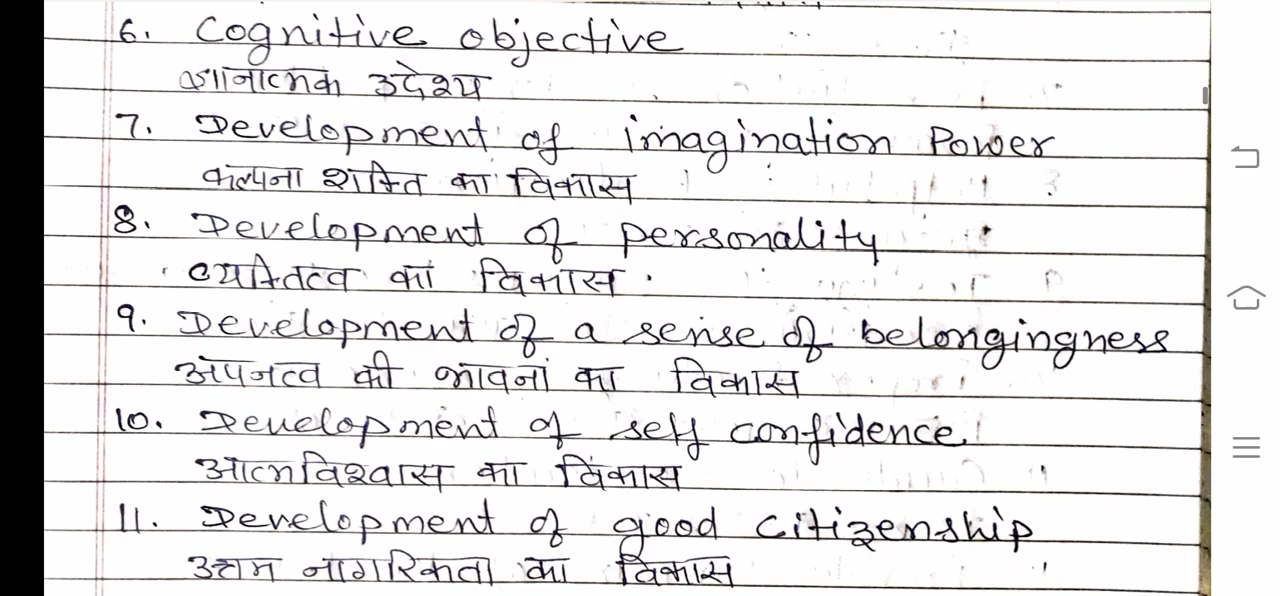 6. Cognitive objective
ज्ञानात्मक उदेश्य
7. Development of imagination Power
कल्पना शक्ति का विकास
8. Development of personality
व्यक्तित्व का विकास .
9. Development of a sense of belongingness
अपनत्व की भावना का विकास
10. Development of self confidence
आत्मविश्वास का विकास
11. Development of good citizenship
उत्तम नागरिकता का विकास